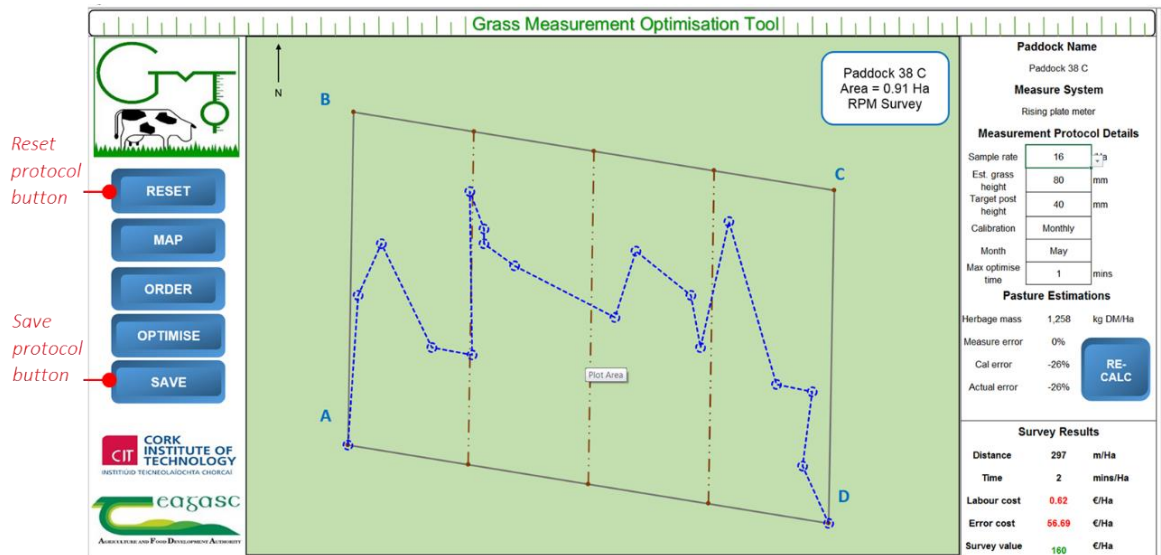 Grass Measurement Optimisation Tool
Reset
protocol
button
Save
protocol
button
RESET
MAP
ORDER
OPTIMISE
SAVE
CIT
CORK
INSTITUTE OF
TECHNOLOGY
INSTITIÚID TEICNEOLAÍOCHTA CHORCAÍ
eagasc
AGRICULTURE AND FOOD DEVELOPMENT AUTHORITY
N
B
C
A
D
Paddock 38 C
Area = 0.91 Ha
RPM Survey
Plot Area
Paddock Name
Paddock 38 C
Measure System
Rising plate meter
Measurement Protocol Details
Sample rate 16
Est. grass height 80 mm
Target post height 40 mm
Calibration Monthly
Month May
Max optimise time 1 mins
Pasture Estimations
Herbage mass 1,258 kg DM/Ha
Measure error 0%
Cal error -26%
Actual error -26%
RE-
CALC
Survey Results
Distance 297 m/Ha
Time 2 mins/Ha
Labour cost 0.62 €/Ha
Error cost 56.69 €/Ha
Survey value 160 €/Ha